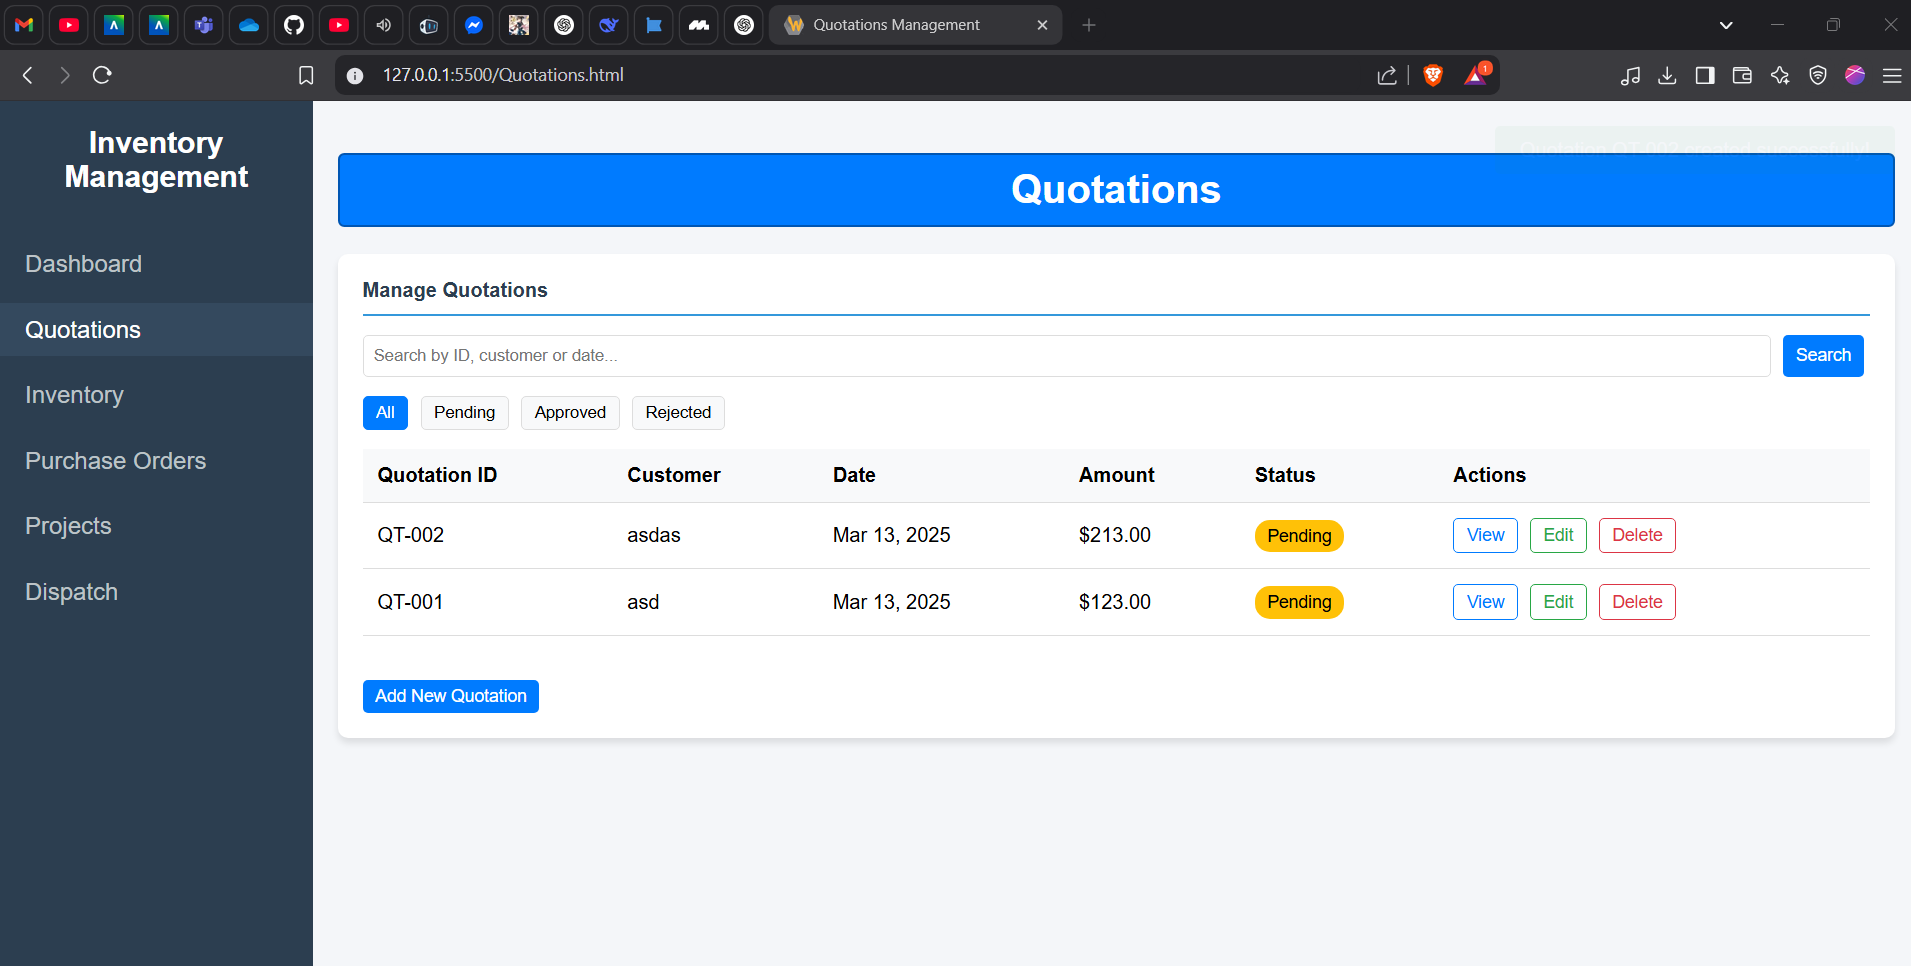 Quotations Management
127.0.0.1:5500/Quotations.html
1
Inventory
Management
Dashboard
Quotations
Inventory
Purchase Orders
Projects
Dispatch
Quotation QT-002 created successfully!
Quotations
Manage Quotations
Search by ID, customer or date...
Search
All Pending Approved Rejected
Quotation ID Customer Date Amount Status Actions
QT-002 asdas Mar 13, 2025 $213.00 Pending View Edit Delete
QT-001 asd Mar 13, 2025 $123.00 Pending View Edit Delete
Add New Quotation